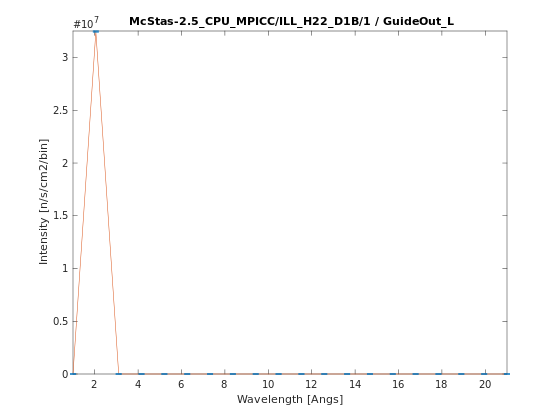 McStas-2.5_CPU_MPICC/ILL_H22_D1B/1 / GuideOut_L
#10^7
3
2.5
2
1.5
1
0.5
0
2 4 6 8 10 12 14 16 18 20
Intensity [n/s/cm2/bin]
Wavelength [Angs]